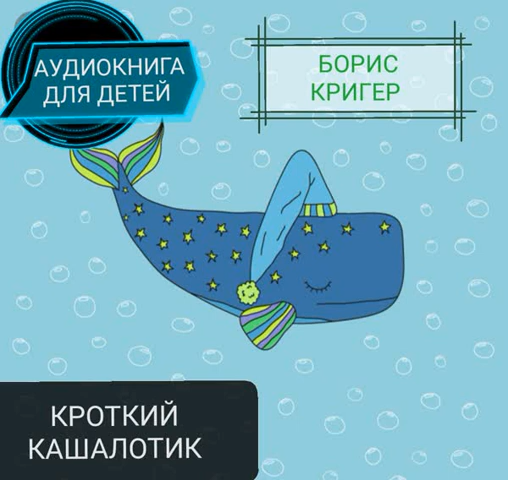 АУДИОКНИГА
ДЛЯ ДЕТЕЙ
БОРИС
КРИГЕР
КРОТКИЙ
КАШАЛОТИК